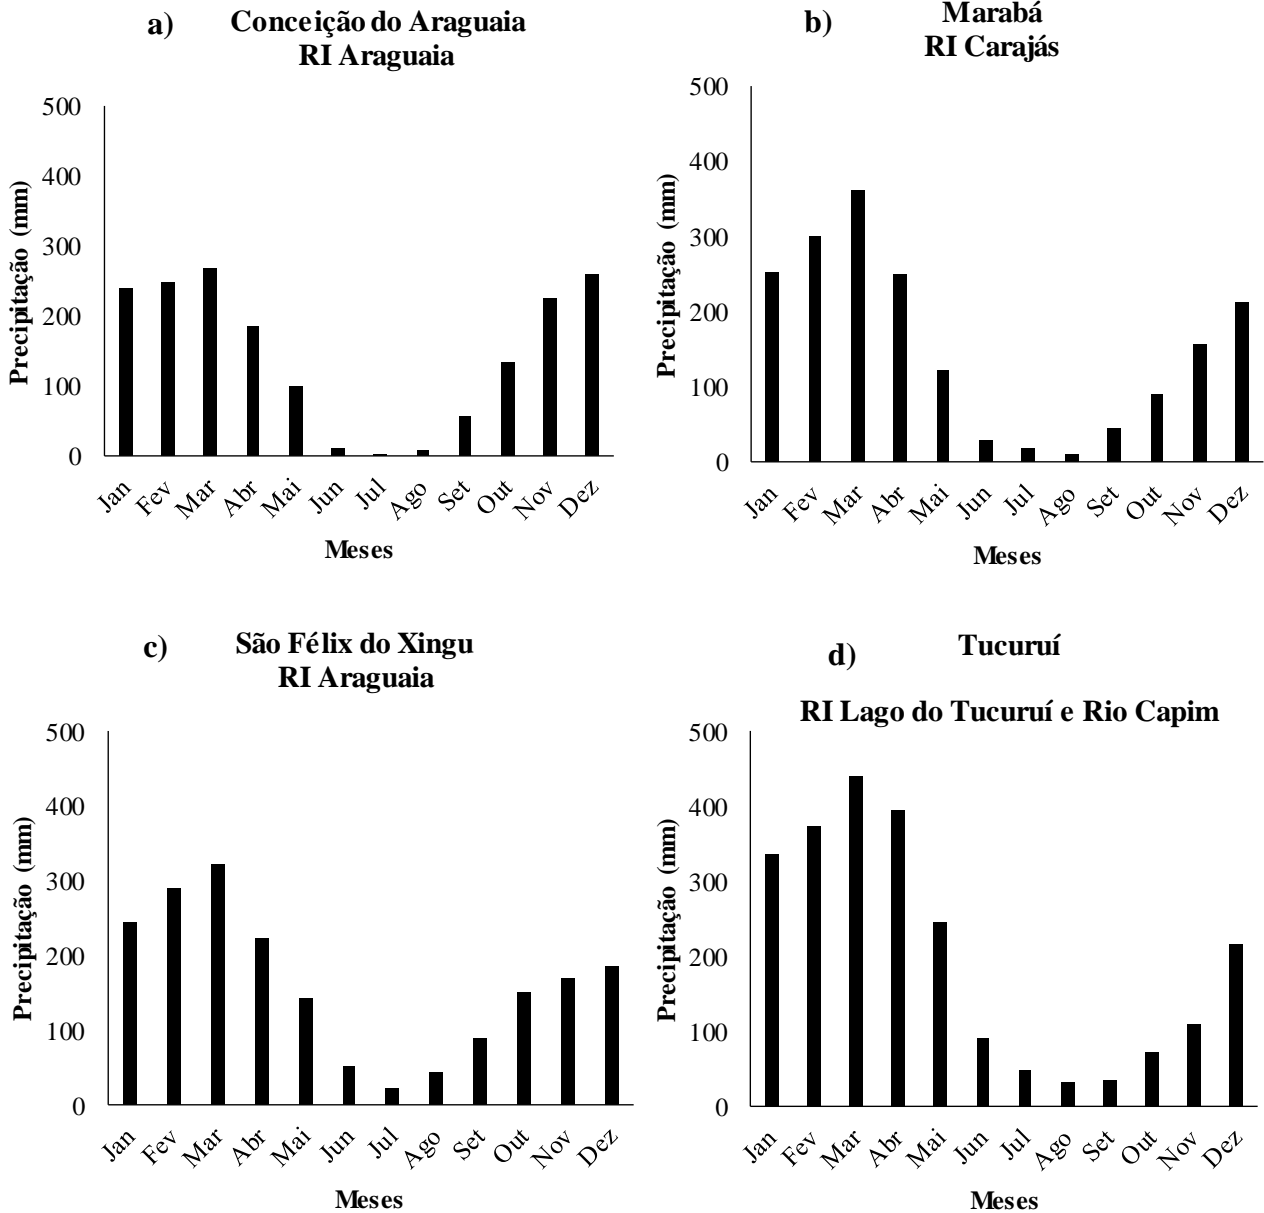 a)
Conceição do Araguaia
RI Araguaia
Precipitação (mm)
500
400
300
200
100
0
Jan Fev Mar Abr Mai Jun Jul Ago Set Out Nov Dez
Meses
b)
Marabá
RI Carajás
Precipitação (mm)
500
400
300
200
100
0
Jan Fev Mar Abr Mai Jun Jul Ago Set Out Nov Dez
Meses
c)
São Félix do Xingu
RI Araguaia
Precipitação (mm)
500
400
300
200
100
0
Jan Fev Mar Abr Mai Jun Jul Ago Set Out Nov Dez
Meses
d)
Tucuruí
RI Lago do Tucuruí e Rio Capim
Precipitação (mm)
500
400
300
200
100
0
Jan Fev Mar Abr Mai Jun Jul Ago Set Out Nov Dez
Meses